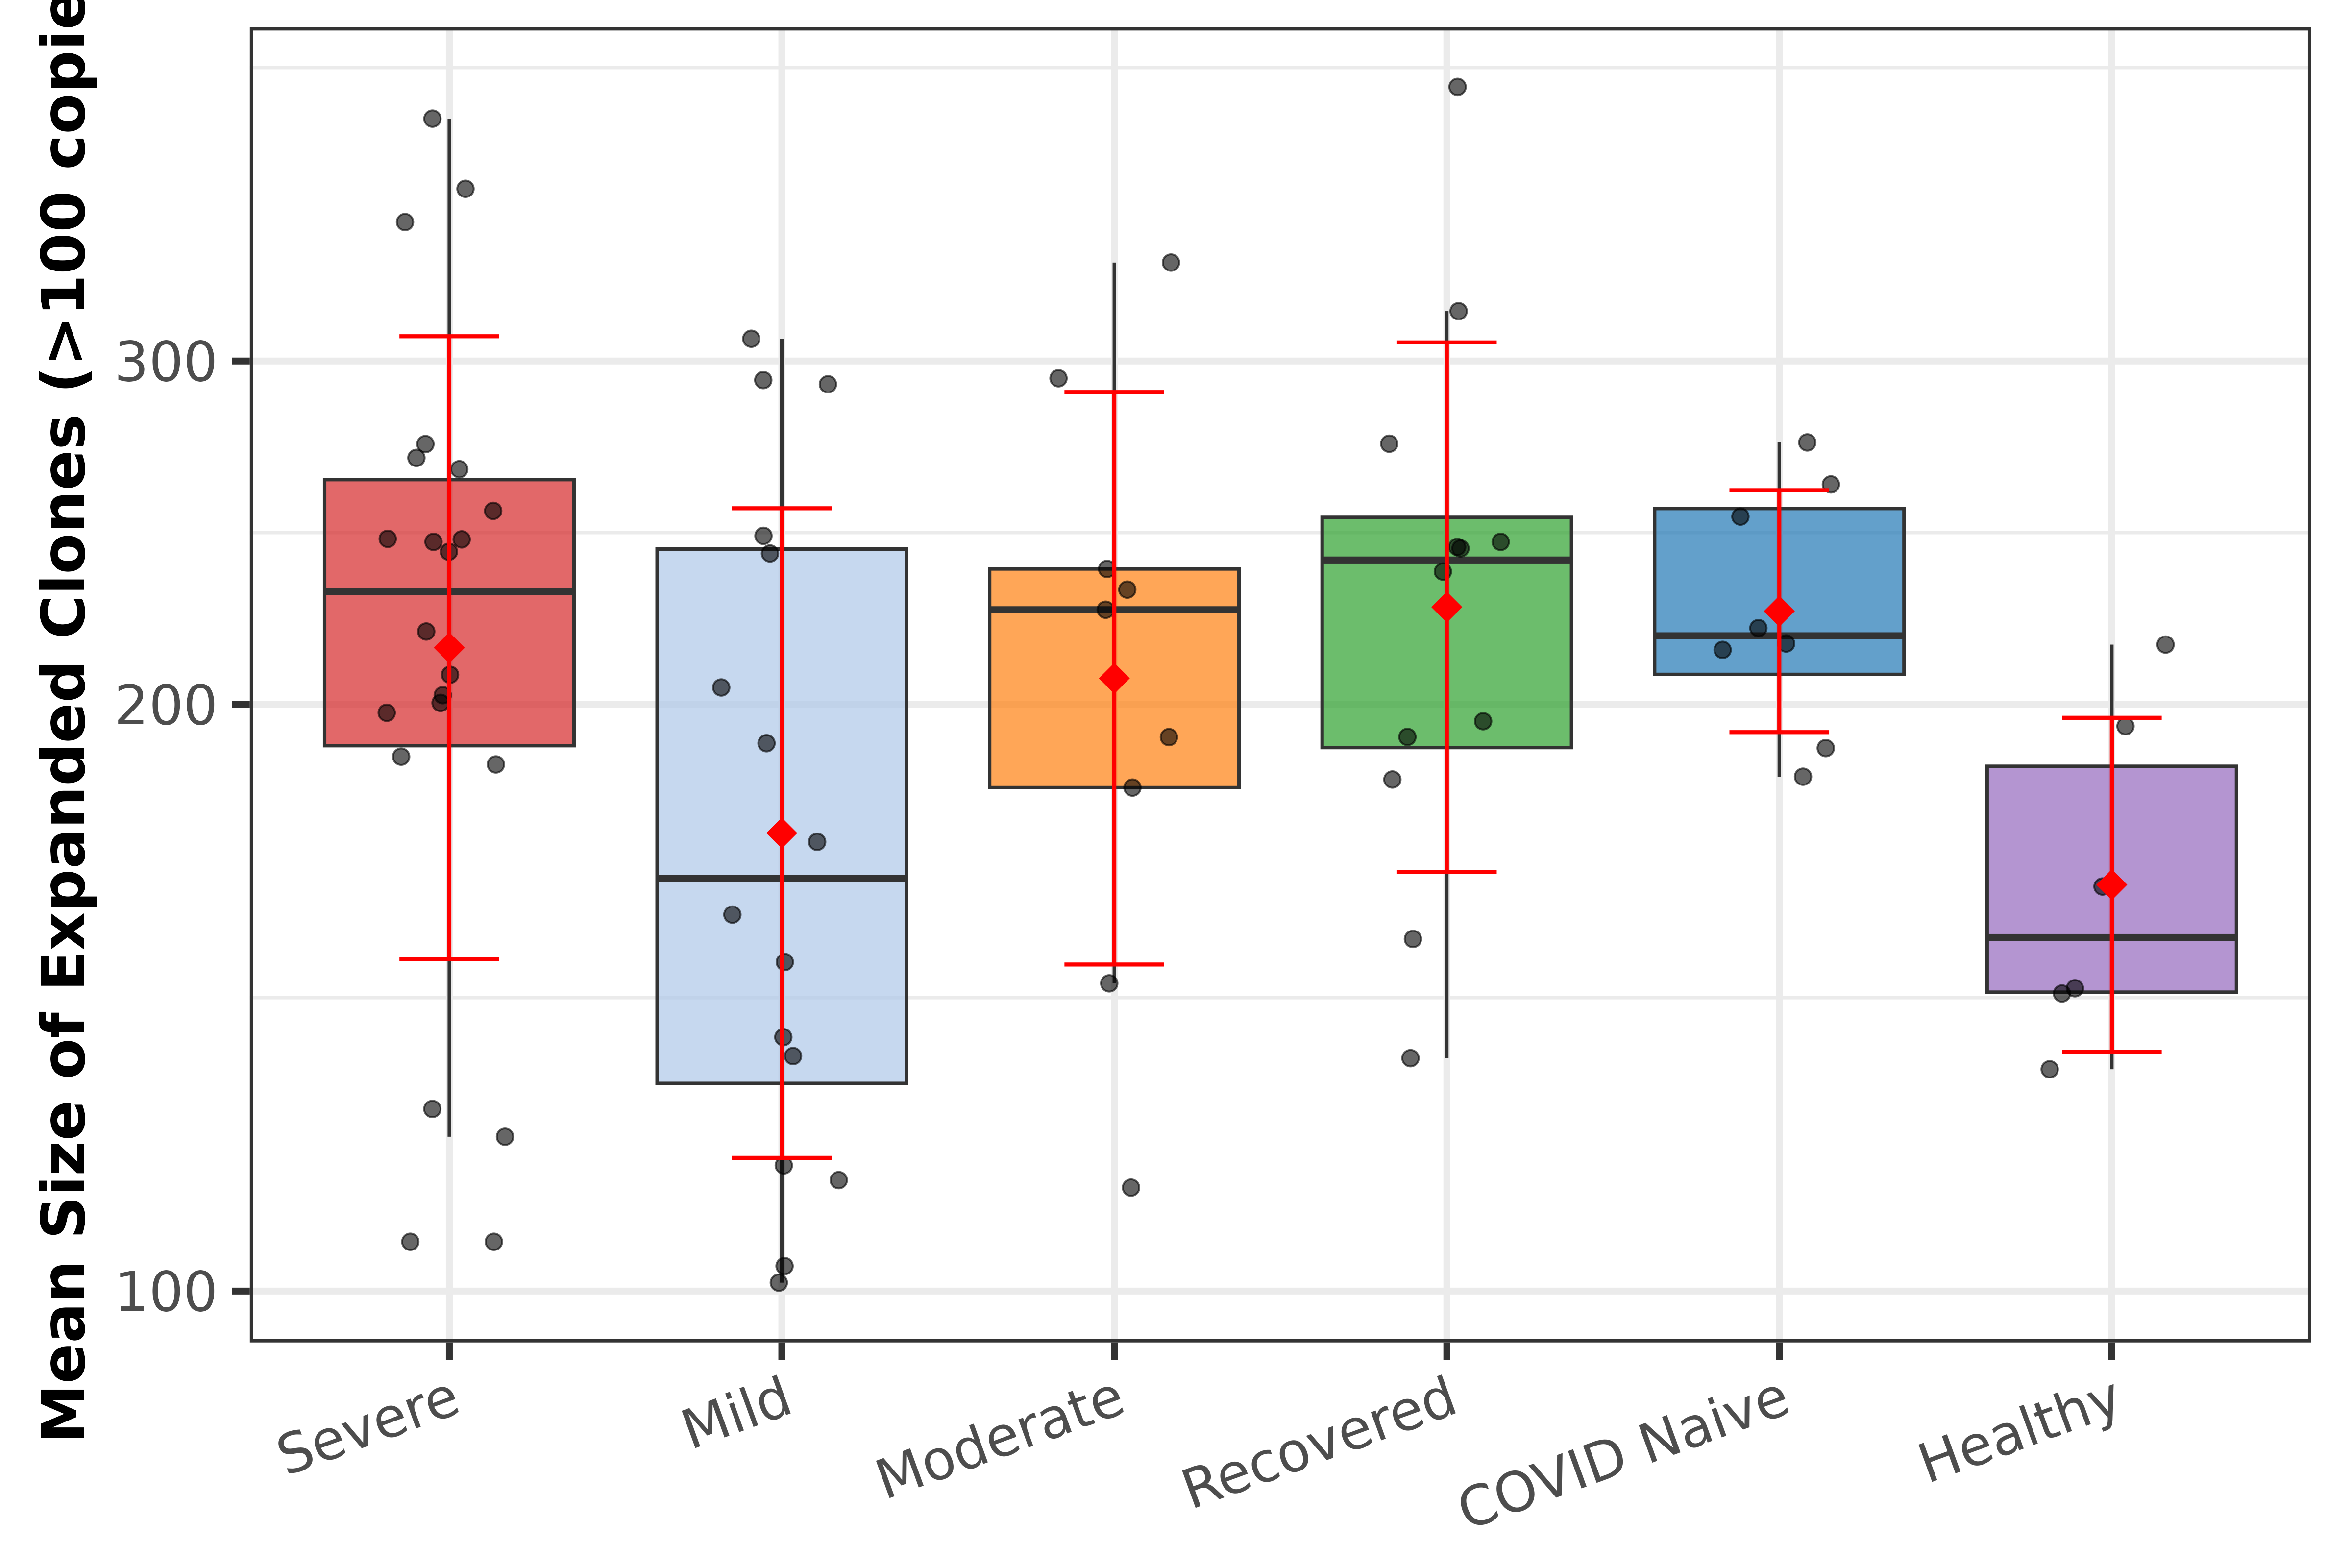 Mean Size of Expanded Clones (>100 copie
300
200
100
Severe
Mild
Moderate
Recovered
COVID Naive
Healthy